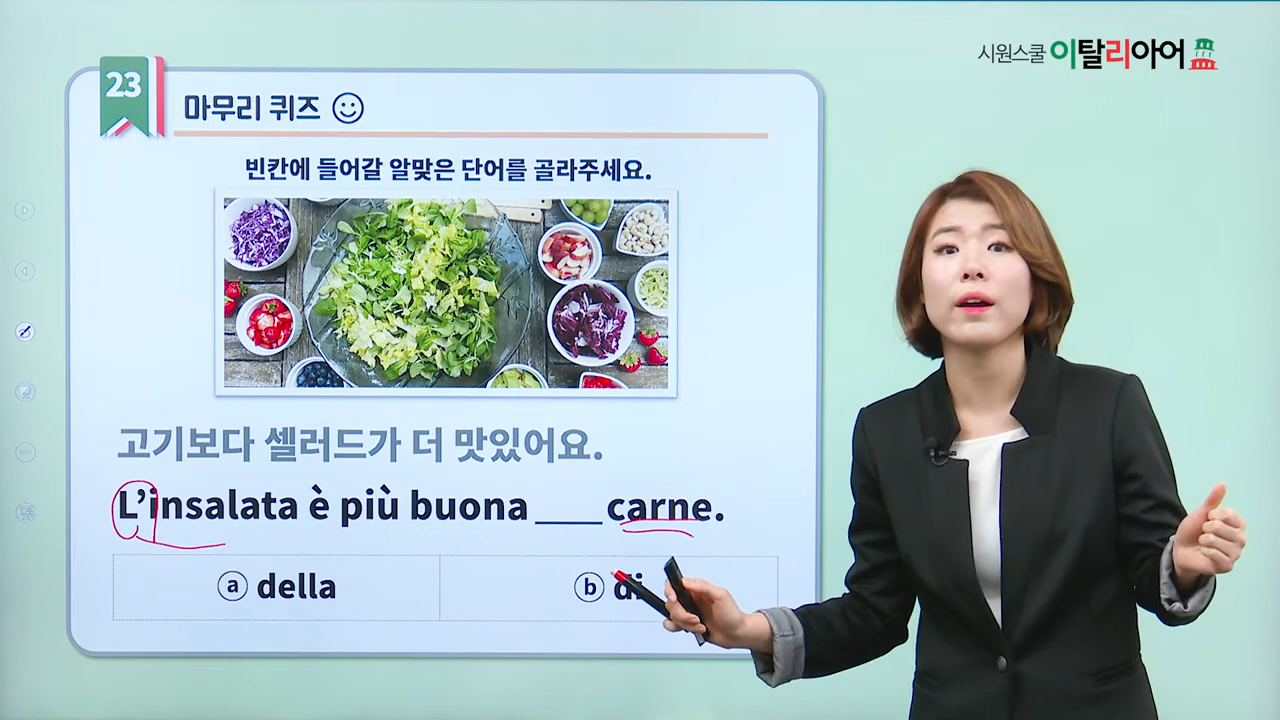 시원스쿨 이탈리아어
23
마무리 퀴즈
빈칸에 들어갈 알맞은 단어를 골라주세요.
고기보다 셀러드가 더 맛있어요.
L'insalata è più buona ___ carne.
ⓐ della
ⓑ di